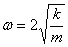 ω = 2√(k/m)